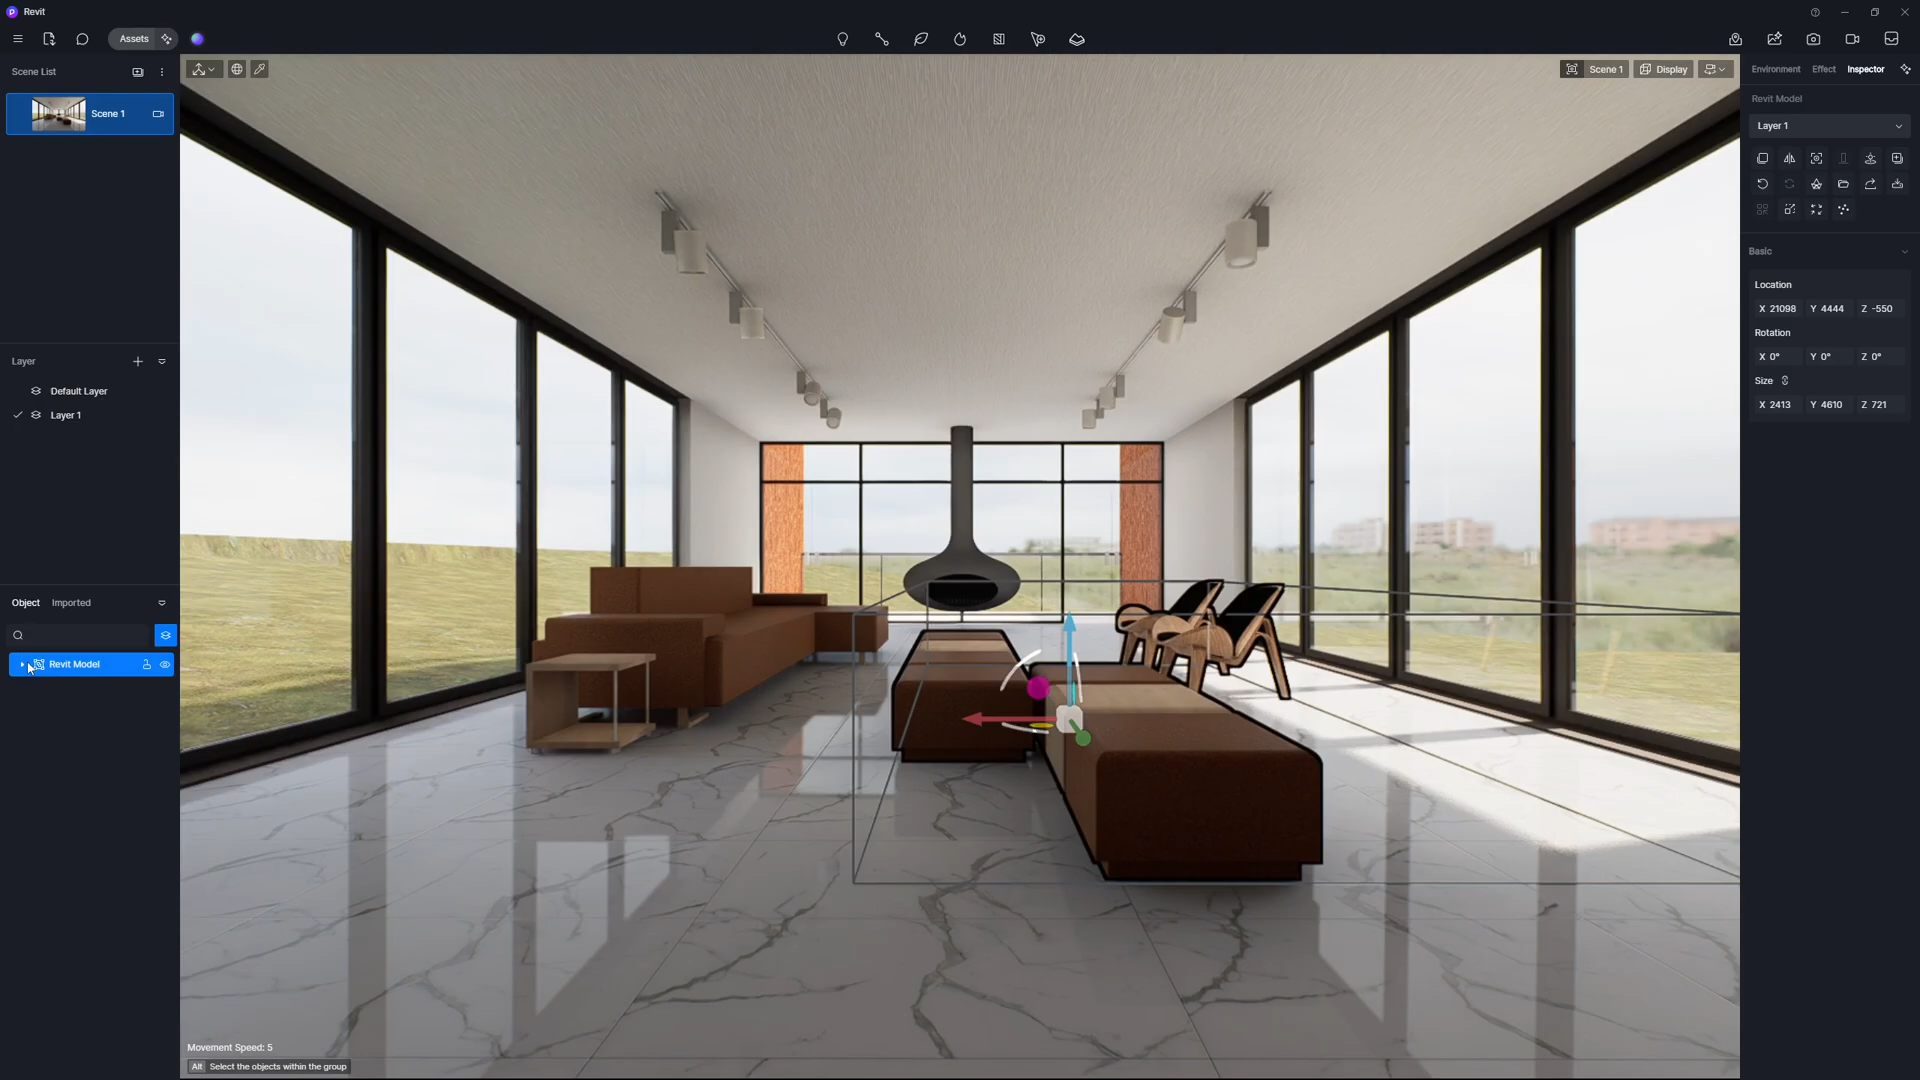 Revit
Assets
Scene List
Scene 1
Layer
Default Layer
Layer 1
Object Imported
Revit Model
Scene 1
Display
Movement Speed: 5
Alt Select the objects within the group
Environment Effect Inspector
Revit Model
Layer 1
Basic
Location
X 21098 Y 4444 Z -550
Rotation
X 0° Y 0° Z 0°
Size
X 2413 Y 4610 Z 721